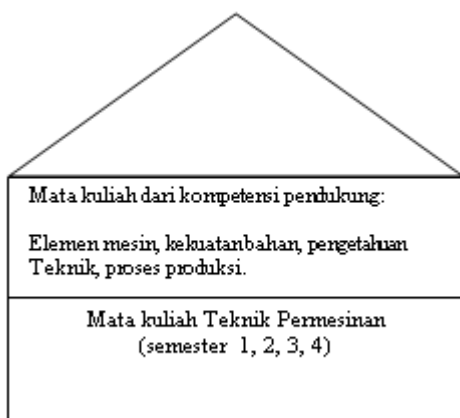 Mata kuliah dari kompetensi pendukung:
Elemen mesin, kekuatanbahan, pengetahuan
Teknik, proses produksi.
Mata kuliah Teknik Permesinan
(semester 1, 2, 3, 4)